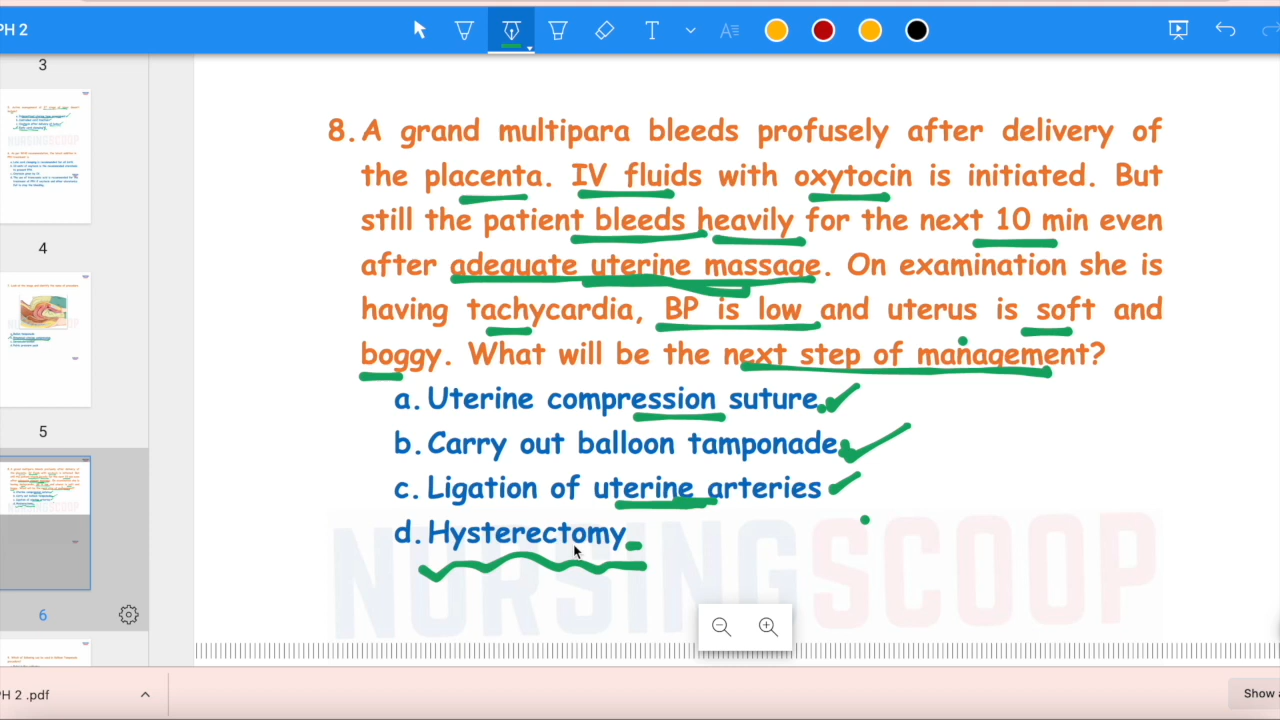 PH 2
T
A
3
4
5
6
8. A grand multipara bleeds profusely after delivery of
the placenta. IV fluids with oxytocin is initiated. But
still the patient bleeds heavily for the next 10 min even
after adequate uterine massage. On examination she is
having tachycardia, BP is low and uterus is soft and
boggy. What will be the next step of management?
a. Uterine compression suture
b. Carry out balloon tamponade
c. Ligation of uterine arteries
d. Hysterectomy
NURSINGSCOOP
PH 2 .pdf
Show a